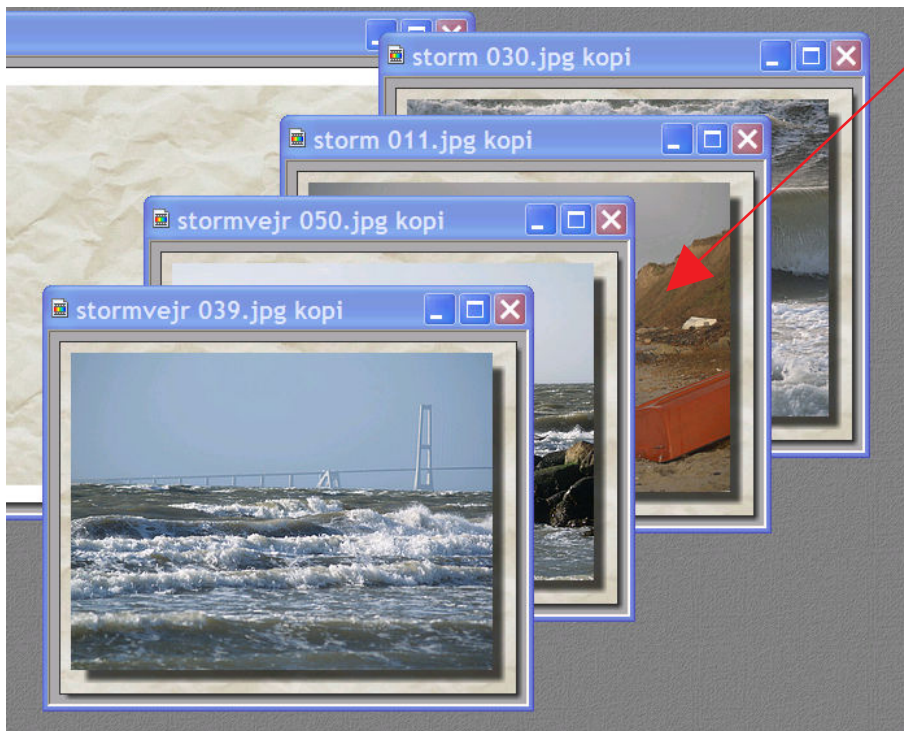 storm 030.jpg kopi
storm 011.jpg kopi
stormvejr 050.jpg kopi
stormvejr 039.jpg kopi